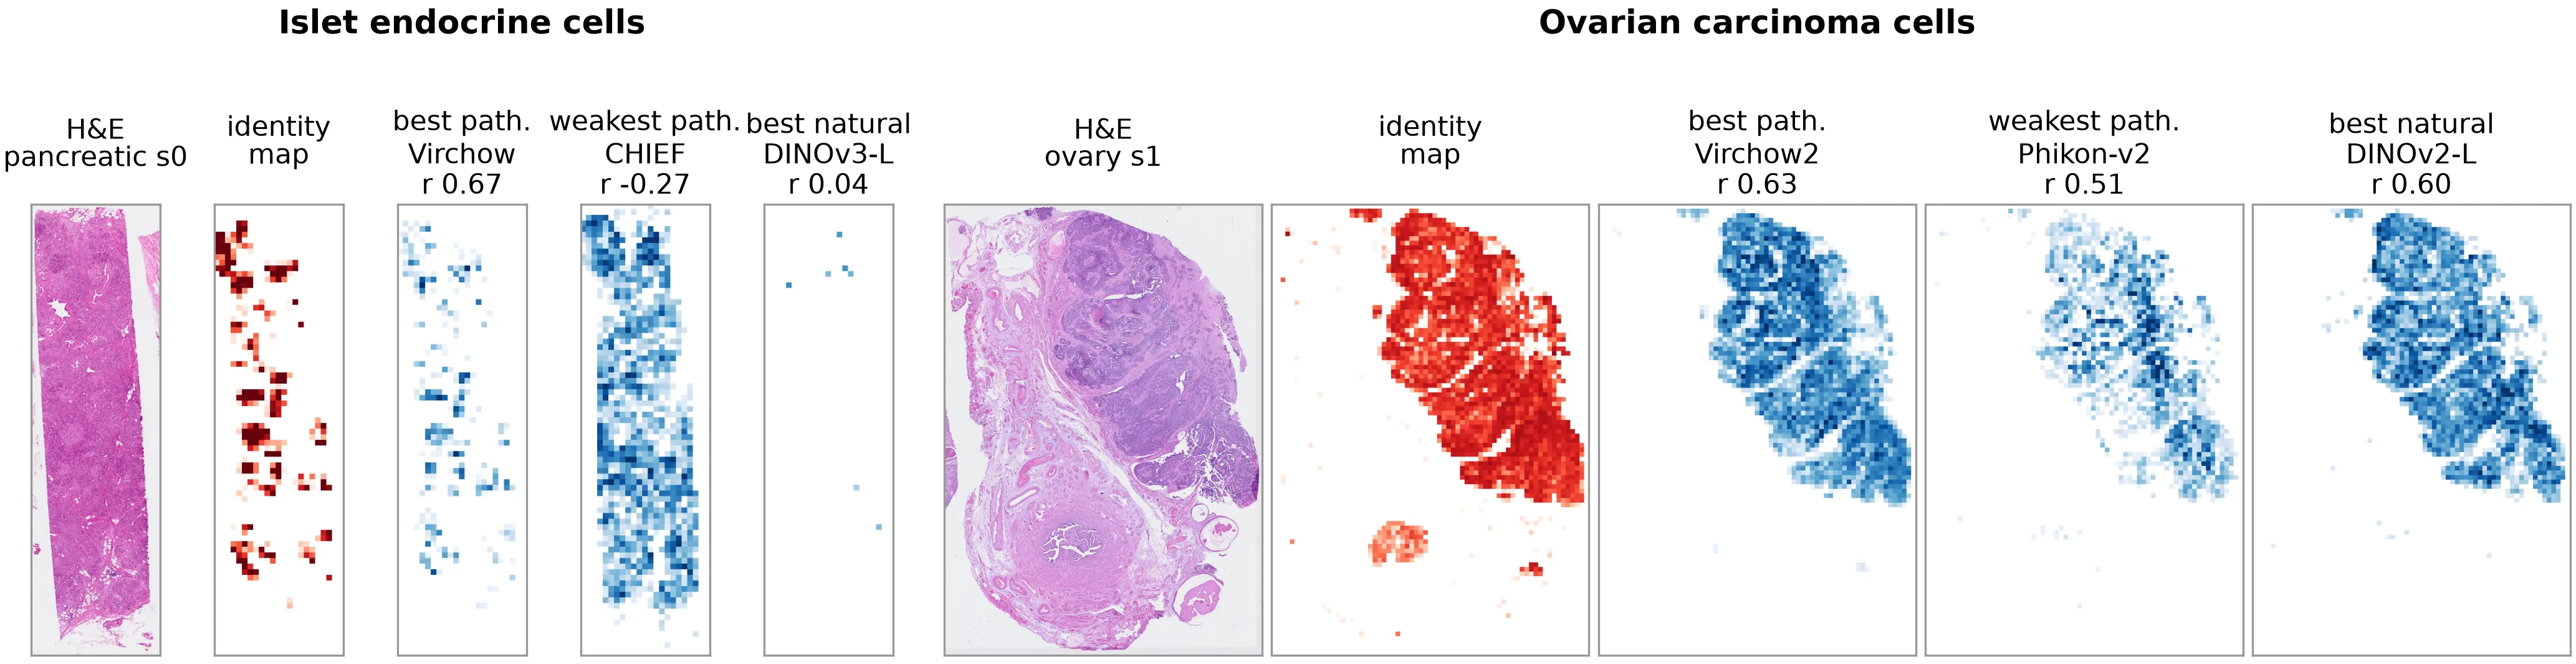 Islet endocrine cells
H&E
pancreatic s0
identity
map
best path.
Virchow
r 0.67
weakest path.
CHIEF
r -0.27
best natural
DINOv3-L
r 0.04
Ovarian carcinoma cells
H&E
ovary s1
identity
map
best path.
Virchow2
r 0.63
weakest path.
Phikon-v2
r 0.51
best natural
DINOv2-L
r 0.60